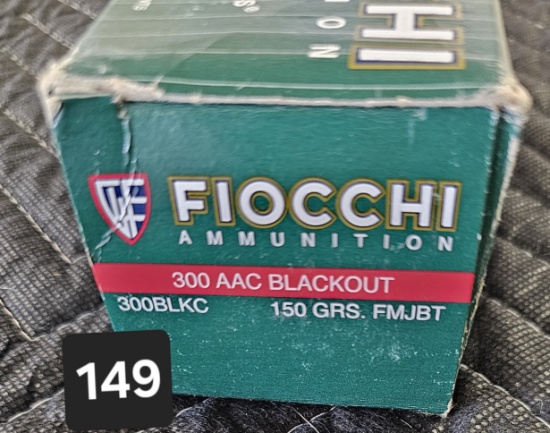 FIOCCHI
AMMUNITION
300 AAC BLACKOUT
300BLKC 150 GRS. FMJBT
149